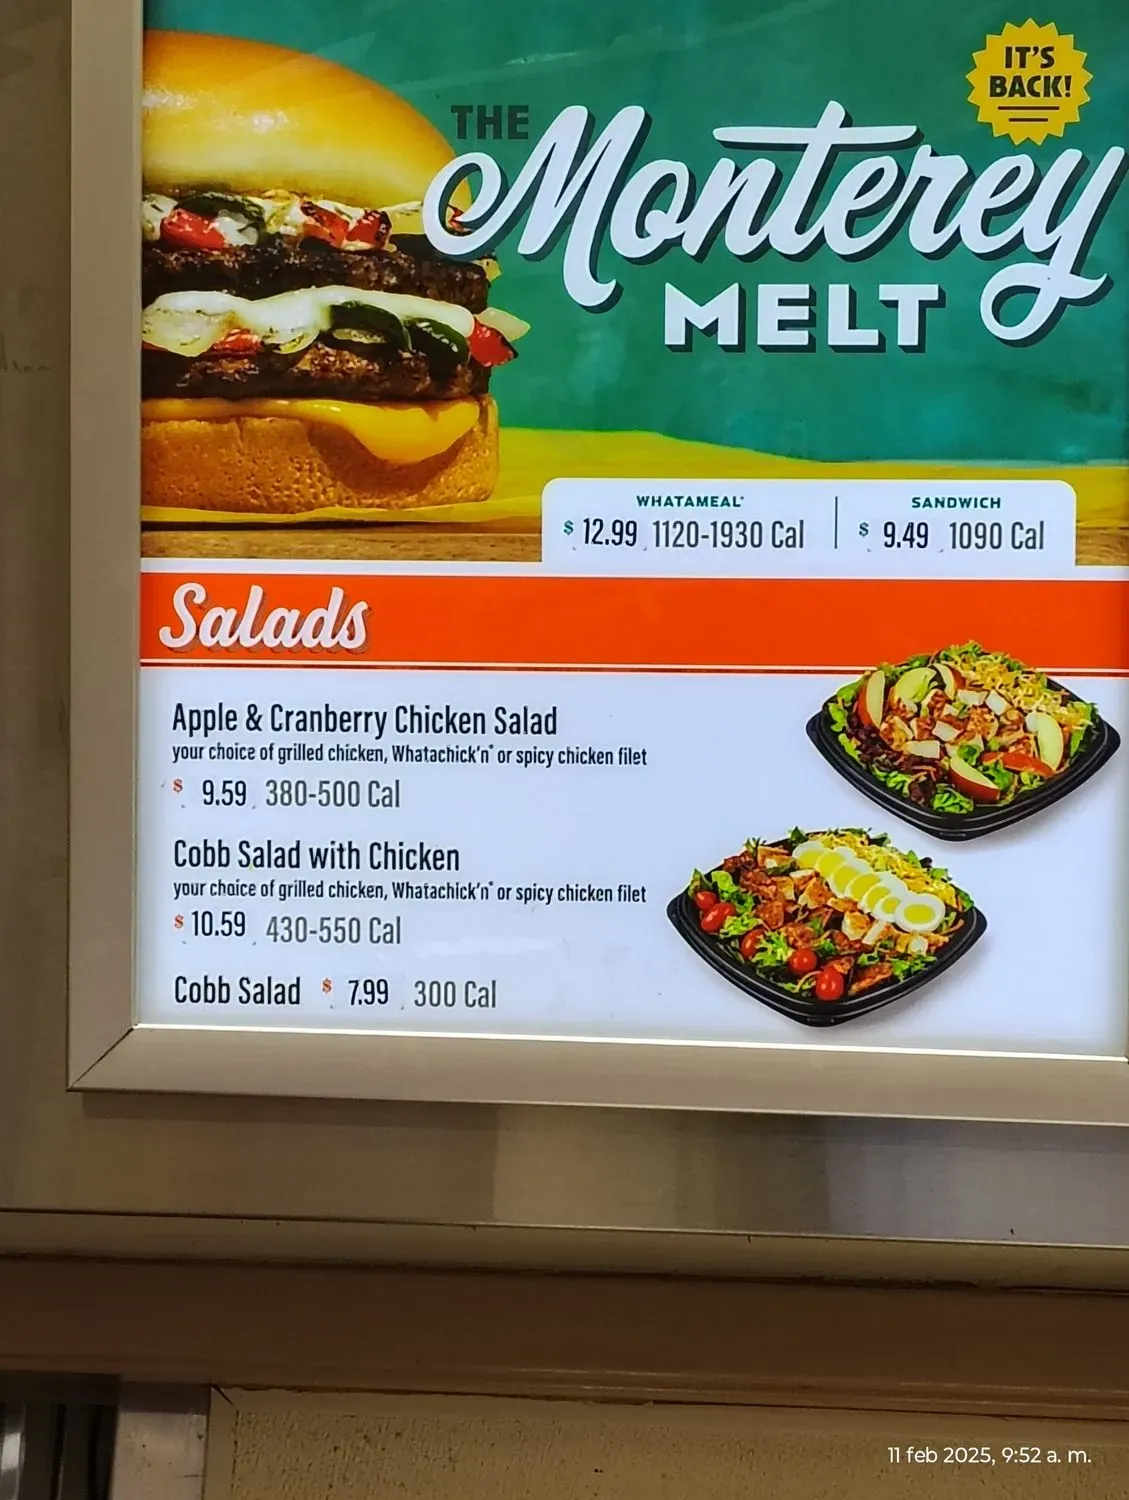 IT'S
BACK!
THE
Monterey
MELT
WHATAMEAL®
$ 12.99 1120-1930 Cal
SANDWICH
$ 9.49 1090 Cal
Salads
Apple & Cranberry Chicken Salad
your choice of grilled chicken, Whatachick'n® or spicy chicken filet
$ 9.59 380-500 Cal
Cobb Salad with Chicken
your choice of grilled chicken, Whatachick'n® or spicy chicken filet
$ 10.59 430-550 Cal
Cobb Salad $ 7.99 300 Cal
11 feb 2025, 9:52 a. m.